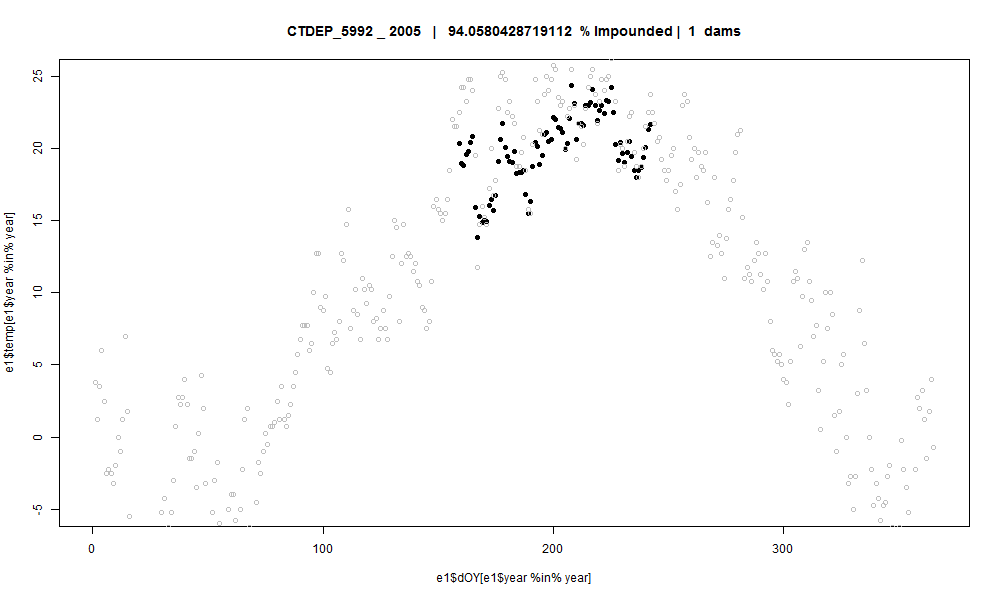 CTDEP_5992 _ 2005 | 94.0580428719112 % Impounded | 1 dams
e1$temp[e1$year %in% year]
25
20
15
10
5
0
-5
0 100 200 300
e1$dOY[e1$year %in% year]